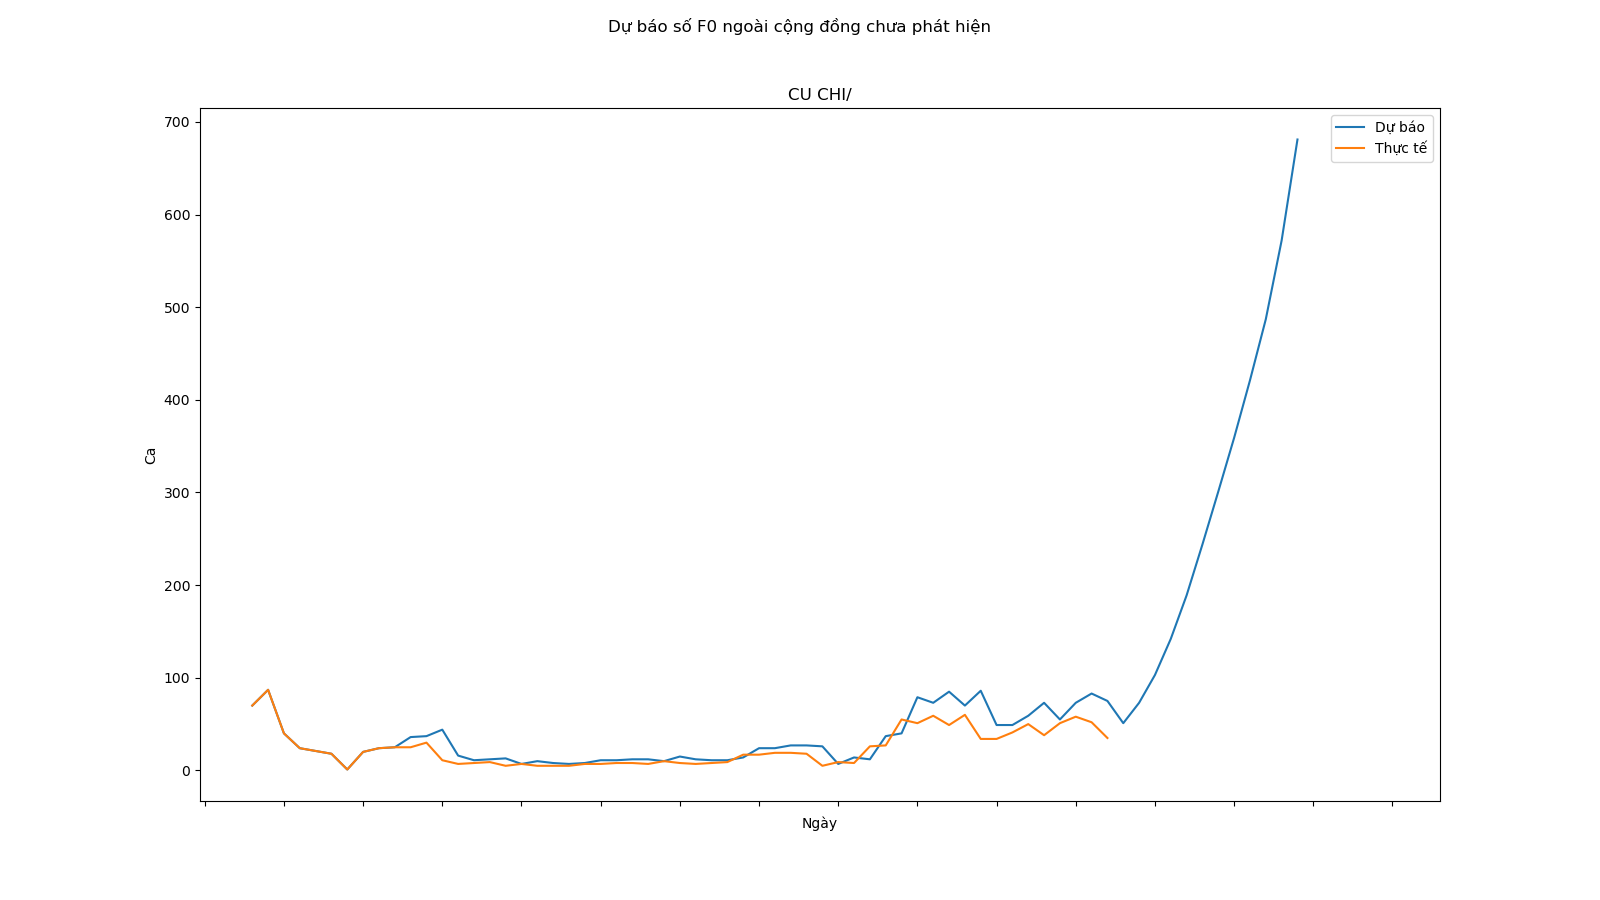 Dự báo số F0 ngoài cộng đồng chưa phát hiện
CU CHI/
700
600
500
400
300
200
100
0
Ca
Ngày
Dự báo
Thực tế